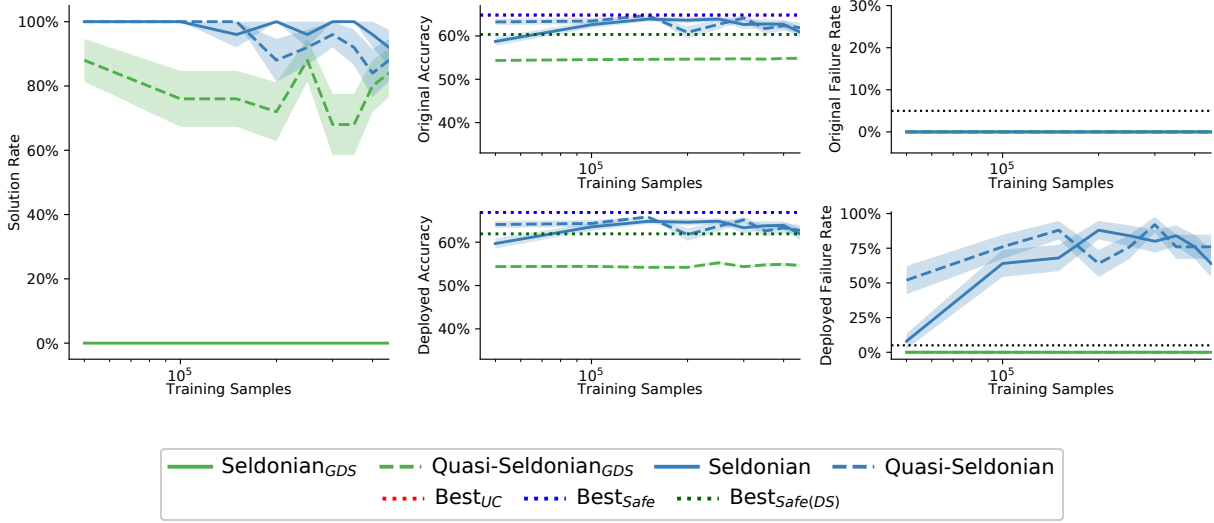 100%
80%
60%
40%
20%
0%
Solution Rate
10^5
Training Samples
60%
50%
40%
Original Accuracy
10^5
Training Samples
30%
20%
10%
0%
Original Failure Rate
10^5
Training Samples
60%
50%
40%
Deployed Accuracy
10^5
Training Samples
100%
75%
50%
25%
0%
Deployed Failure Rate
10^5
Training Samples
Seldonian_GDS Quasi-Seldonian_GDS Seldonian Quasi-Seldonian
Best_UC Best_Safe Best_Safe(DS)